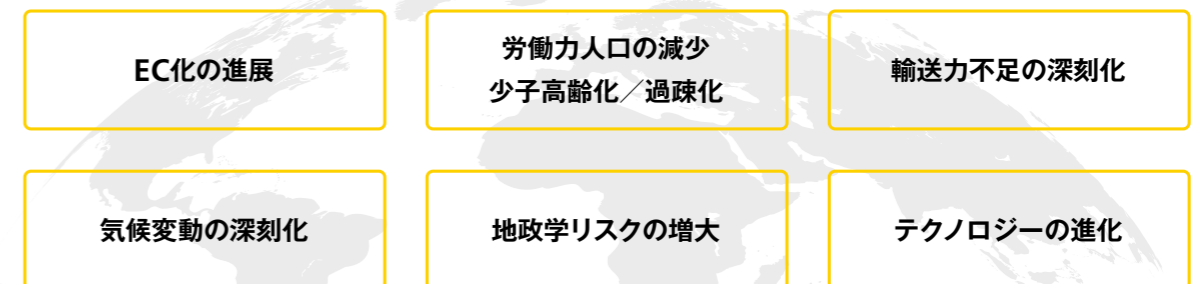 EC化の進展
労働力人口の減少
少子高齢化／過疎化
輸送力不足の深刻化
気候変動の深刻化
地政学リスクの増大
テクノロジーの進化